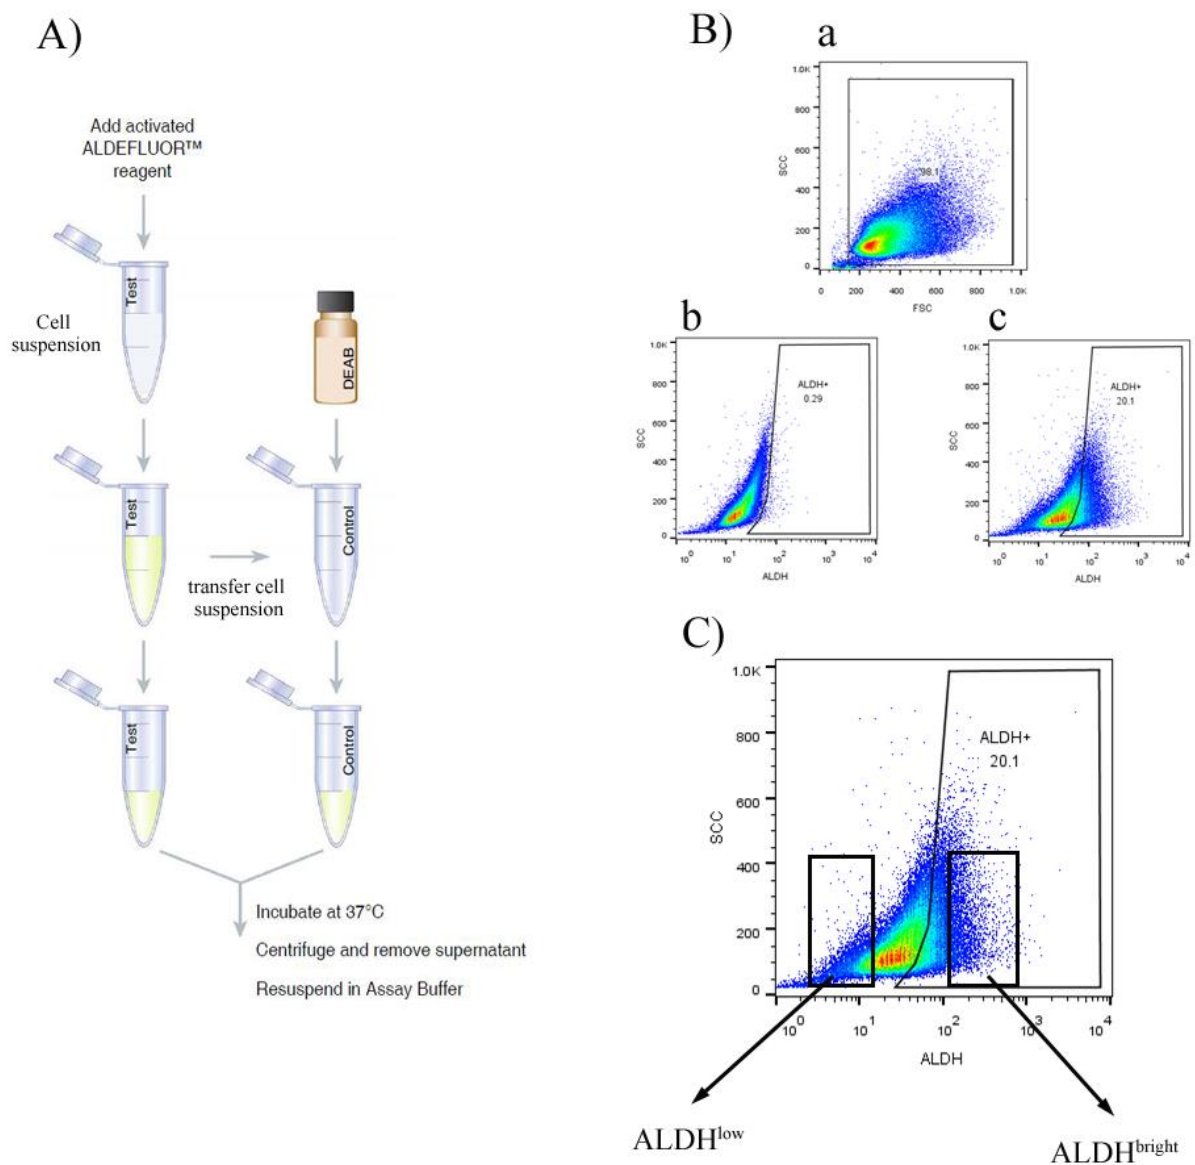 A)
Add activated
ALDEFLUOR™
reagent
Test
Cell
suspension
DEAB
Test
Control
transfer cell
suspension
Test
Control
Incubate at 37°C
Centrifuge and remove supernatant
Resuspend in Assay Buffer
B)
a
1.0K
800
600
400
200
0
SCC
98.1
0 200 400 600 800 1.0K
FSC
b
1.0K
800
600
400
200
0
SCC
ALDH+
0.29
10^0 10^1 10^2 10^3 10^4
ALDH
c
1.0K
800
600
400
200
0
SCC
ALDH+
20.1
10^0 10^1 10^2 10^3 10^4
ALDH
C)
1.0K
800
600
400
200
0
SCC
ALDH+
20.1
10^0 10^1 10^2 10^3 10^4
ALDH
ALDH^low
ALDH^bright